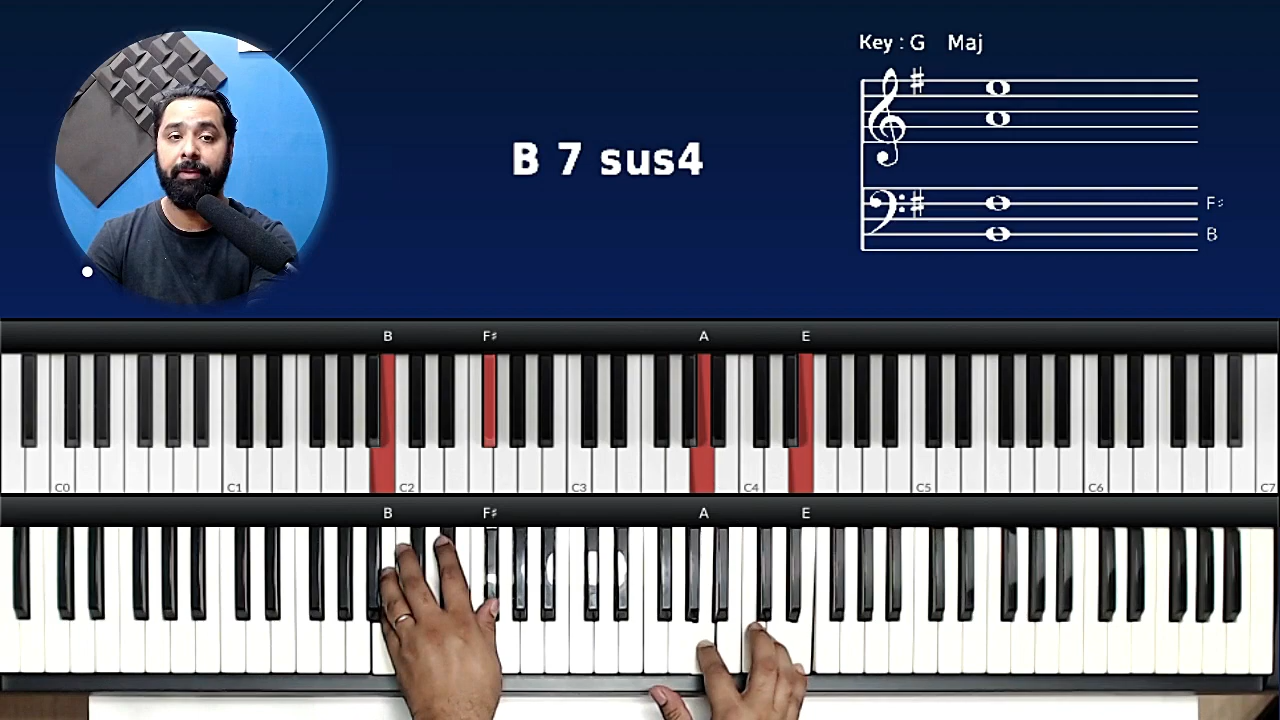 Key : G Maj
B 7 sus4
F♯
B
B F♯ A E
C0 C1 C2 C3 C4 C5 C6 C7
B F♯ A E